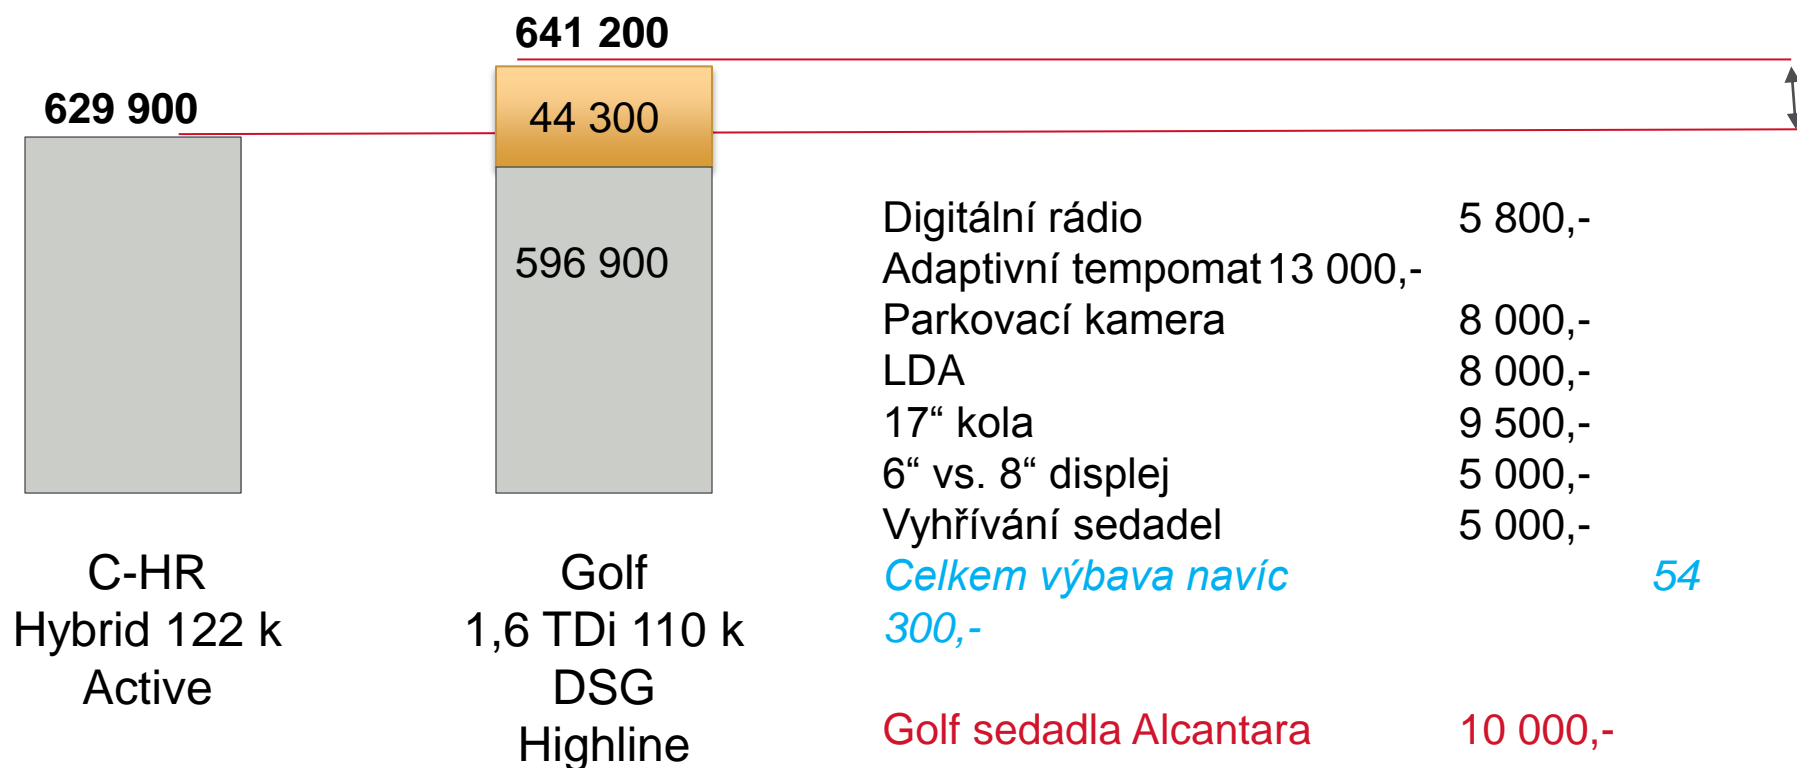 641 200
629 900
44 300
596 900
C-HR
Hybrid 122 k
Active
Golf
1,6 TDi 110 k
DSG
Highline
Digitální rádio 5 800,-
Adaptivní tempomat 13 000,-
Parkovací kamera 8 000,-
LDA 8 000,-
17“ kola 9 500,-
6“ vs. 8“ displej 5 000,-
Vyhřívání sedadel 5 000,-
Celkem výbava navíc 54
300,-
Golf sedadla Alcantara 10 000,-